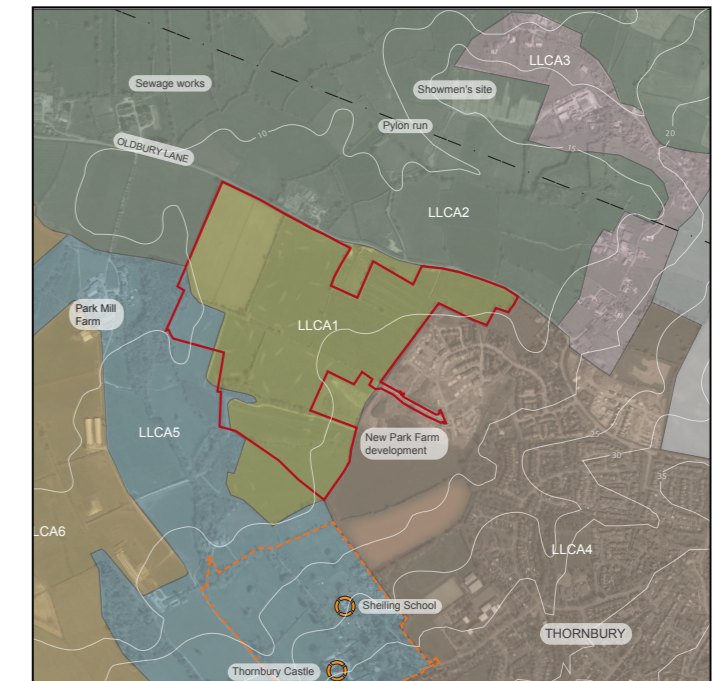 LLCA3
Sewage works
Showmen's site
Pylon run
10
20
15
OLDBURY LANE
LLCA2
Park Mill
Farm
LLCA1
LLCA5
New Park Farm
development
25
30
35
LCA6
LLCA4
Sheiling School
THORNBURY
Thornbury Castle